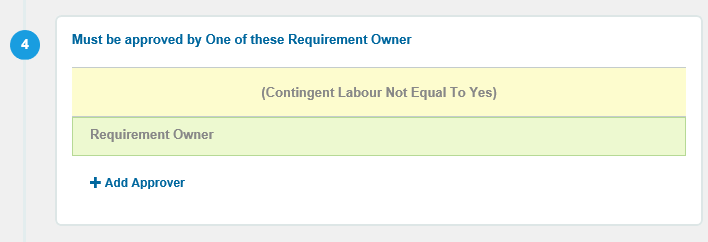 4
Must be approved by One of these Requirement Owner
(Contingent Labour Not Equal To Yes)
Requirement Owner
Add Approver